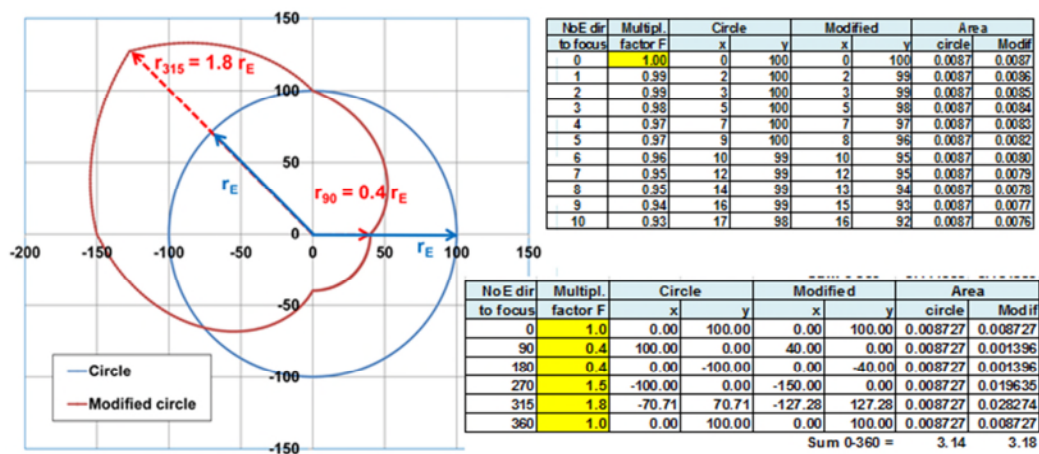 150
r315 = 1.8 rE
100
50
rE
r90 = 0.4 rE
0
-150 -100 -50 0 50 100 150
rE
-50
-100
-150
Circle
Modified circle
NoE dir Multipl. Circle Modified Area
to focus factor F x y x y circle Modif
0 1.00 0 100 0 100 0.0087 0.0087
1 0.99 2 100 2 99 0.0087 0.0086
2 0.99 3 100 3 99 0.0087 0.0085
3 0.98 5 100 5 98 0.0087 0.0084
4 0.97 7 100 7 97 0.0087 0.0083
5 0.97 9 100 8 96 0.0087 0.0082
6 0.96 10 99 10 95 0.0087 0.0080
7 0.95 12 99 12 95 0.0087 0.0079
8 0.95 14 99 13 94 0.0087 0.0078
9 0.94 16 99 15 93 0.0087 0.0077
10 0.93 17 98 16 92 0.0087 0.0076
NoE dir Multipl. Circle Modified Area
to focus factor F x y x y circle Modif
0 1.0 0.00 100.00 0.00 100.00 0.008727 0.008727
90 0.4 100.00 0.00 40.00 0.00 0.008727 0.001396
180 0.4 0.00 -100.00 0.00 -40.00 0.008727 0.001396
270 1.5 -100.00 0.00 -150.00 0.00 0.008727 0.019635
315 1.8 -70.71 70.71 -127.28 127.28 0.008727 0.028274
360 1.0 0.00 100.00 0.00 100.00 0.008727 0.008727
Sum 0-360 = 3.14 3.18